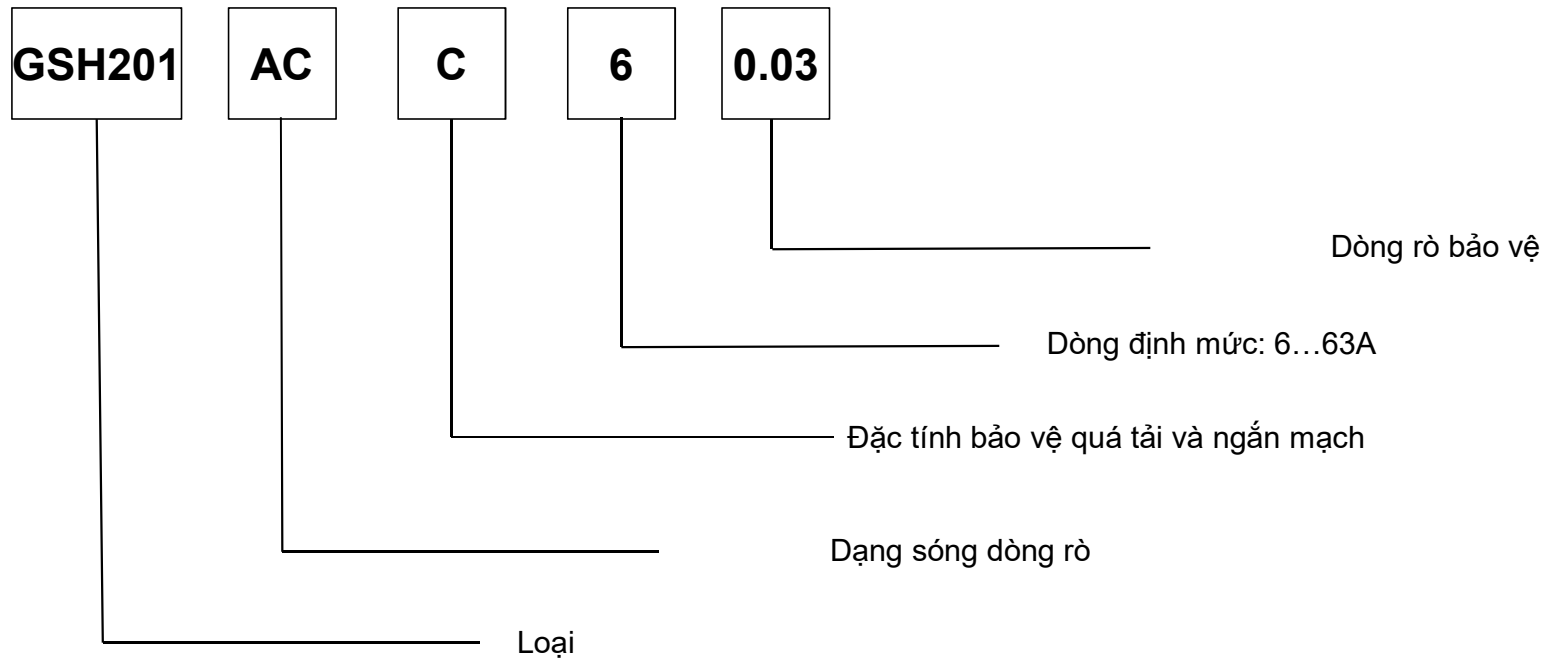 GSH201 AC C 6 0.03
Dòng rò bảo vệ
Dòng định mức: 6…63A
Đặc tính bảo vệ quá tải và ngắn mạch
Dạng sóng dòng rò
Loại